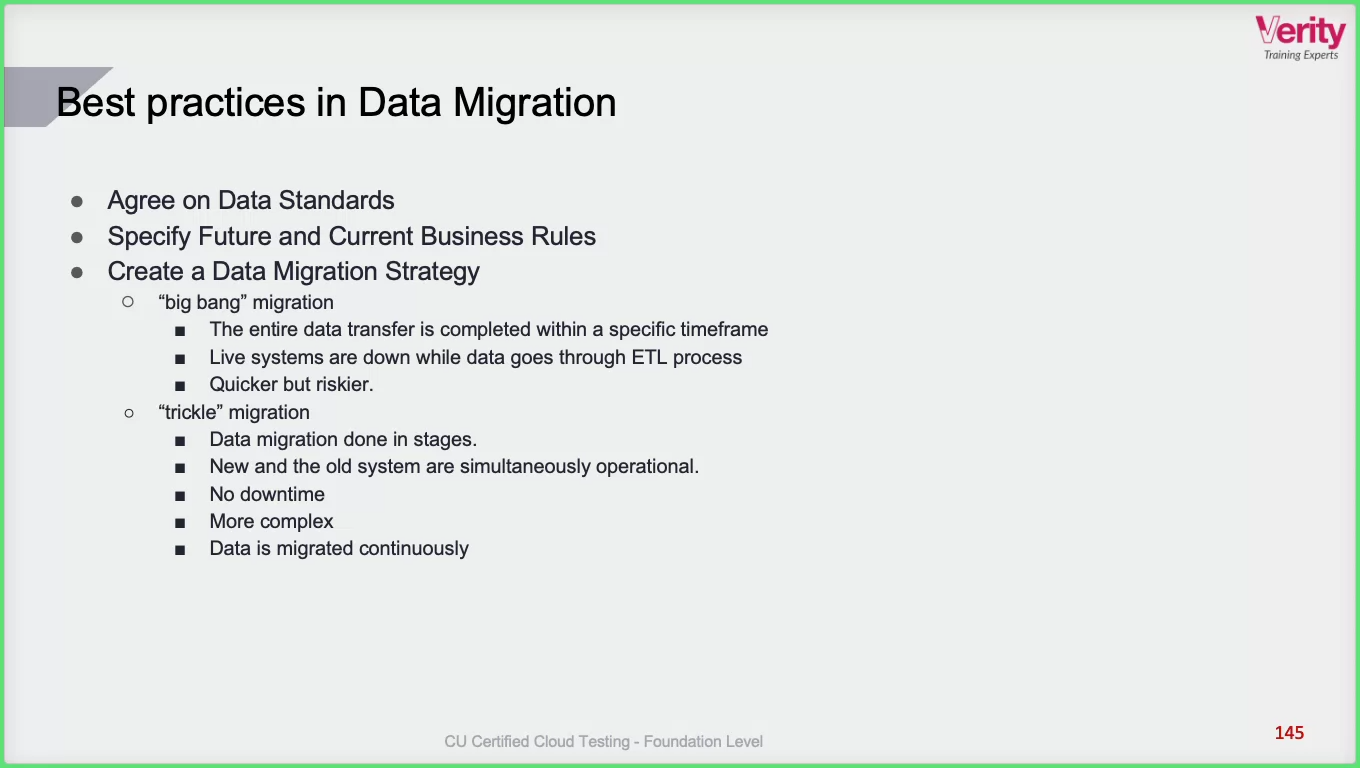 Verity
Training Experts
Best practices in Data Migration
● Agree on Data Standards
● Specify Future and Current Business Rules
● Create a Data Migration Strategy
○ “big bang” migration
■ The entire data transfer is completed within a specific timeframe
■ Live systems are down while data goes through ETL process
■ Quicker but riskier.
○ “trickle” migration
■ Data migration done in stages.
■ New and the old system are simultaneously operational.
■ No downtime
■ More complex
■ Data is migrated continuously
CU Certified Cloud Testing - Foundation Level
145